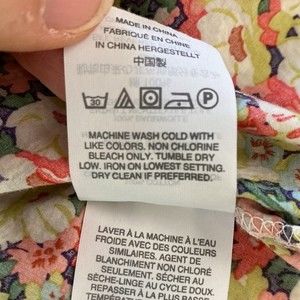 MADE IN CHINA
FABRIQUÉ EN CHINE
IN CHINA HERGESTELLT
中国製
30
P
MACHINE WASH COLD WITH
LIKE COLORS. NON CHLORINE
BLEACH ONLY. TUMBLE DRY
LOW. IRON ON LOWEST SETTING.
DRY CLEAN IF PREFERRED.
LAVER À LA MACHINE À L'EAU
FROIDE AVEC DES COULEURS
SIMILAIRES. AGENT DE
BLANCHIMENT NON CHLORÉ
SEULEMENT. SÉCHER AU
SÈCHE-LINGE AU CYCLE DOUX.
REPASSER À BASSE